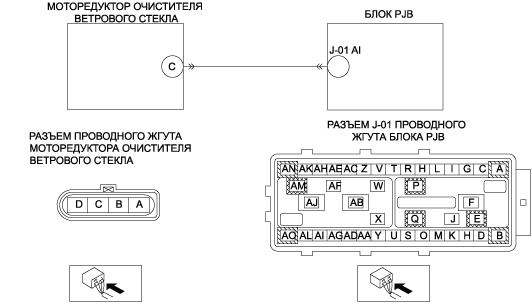 МОТОРЕДУКТОР ОЧИСТИТЕЛЯ
ВЕТРОВОГО СТЕКЛА
БЛОК PJB
C
J-01 AI
РАЗЪЕМ ПРОВОДНОГО ЖГУТА
МОТОРЕДУКТОРА ОЧИСТИТЕЛЯ
ВЕТРОВОГО СТЕКЛА
РАЗЪЕМ J-01 ПРОВОДНОГО
ЖГУТА БЛОКА PJB
D C B A
AN AK AH AE AC Z V T R H L I G C A
AM AF W P
AJ AB F
X Q J E
AO AL AI AG AD AA Y U S O M K H D B